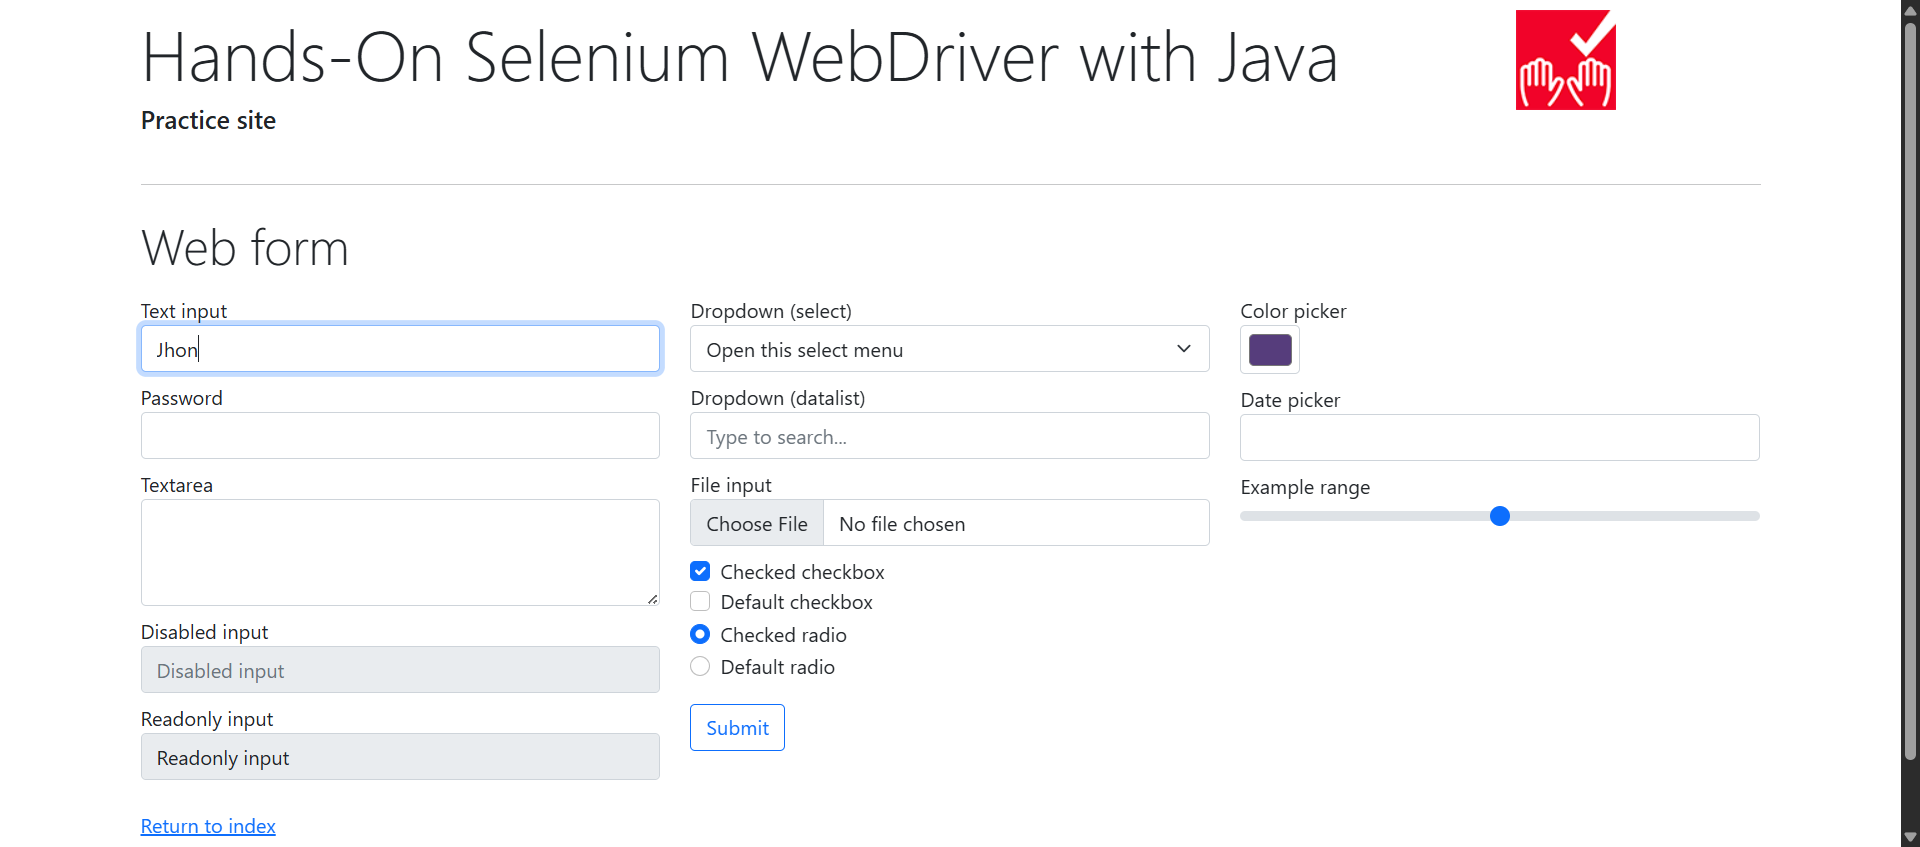 Hands-On Selenium WebDriver with Java
Practice site
Web form
Text input
Jhon
Password
Textarea
Disabled input
Disabled input
Readonly input
Readonly input
Return to index
Dropdown (select)
Open this select menu
Dropdown (datalist)
Type to search...
File input
Choose File No file chosen
Checked checkbox
Default checkbox
Checked radio
Default radio
Submit
Color picker
Date picker
Example range